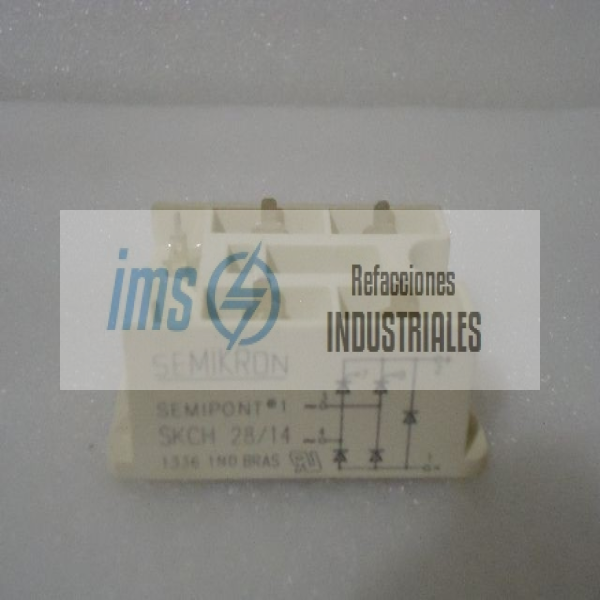 ims
Refacciones
INDUSTRIALES
SEMIKRON
SEMIPONT® 1
SKCH 28/14
1336 IND BRAS